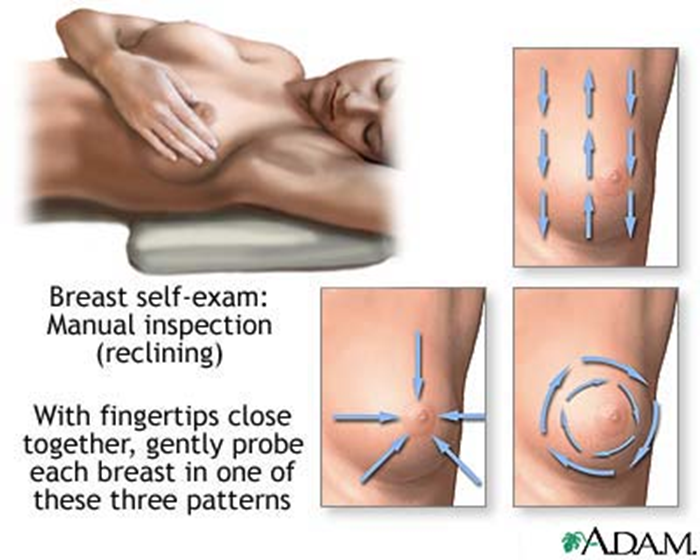 Breast self-exam:
Manual inspection
(reclining)
With fingertips close
together, gently probe
each breast in one of
these three patterns
A.D.A.M.